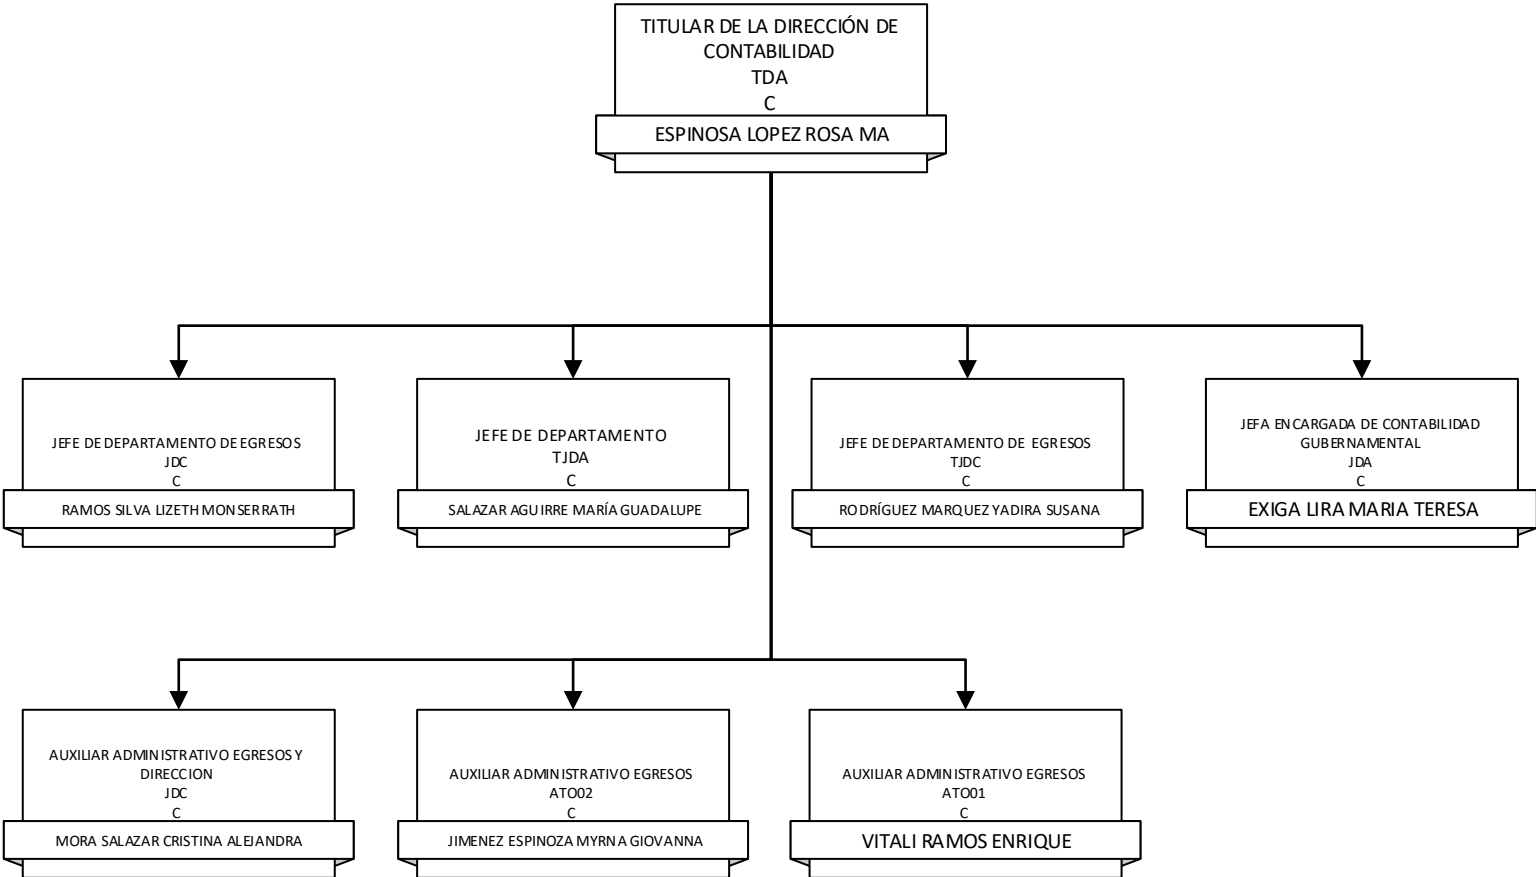 TITULAR DE LA DIRECCIÓN DE
CONTABILIDAD
TDA
C
ESPINOSA LOPEZ ROSA MA
JEFE DE DEPARTAMENTO DE EGRESOS
JDC
C
RAMOS SILVA LIZETH MONSERRATH
JEFE DE DEPARTAMENTO
TJDA
C
SALAZAR AGUIRRE MARÍA GUADALUPE
JEFE DE DEPARTAMENTO DE EGRESOS
TJDC
C
RODRÍGUEZ MARQUEZ YADIRA SUSANA
JEFA ENCARGADA DE CONTABILIDAD
GUBERNAMENTAL
JDA
C
EXIGA LIRA MARIA TERESA
AUXILIAR ADMINISTRATIVO EGRESOS Y
DIRECCION
JDC
C
MORA SALAZAR CRISTINA ALEJANDRA
AUXILIAR ADMINISTRATIVO EGRESOS
ATO02
C
JIMENEZ ESPINOZA MYRNA GIOVANNA
AUXILIAR ADMINISTRATIVO EGRESOS
ATO01
C
VITALI RAMOS ENRIQUE